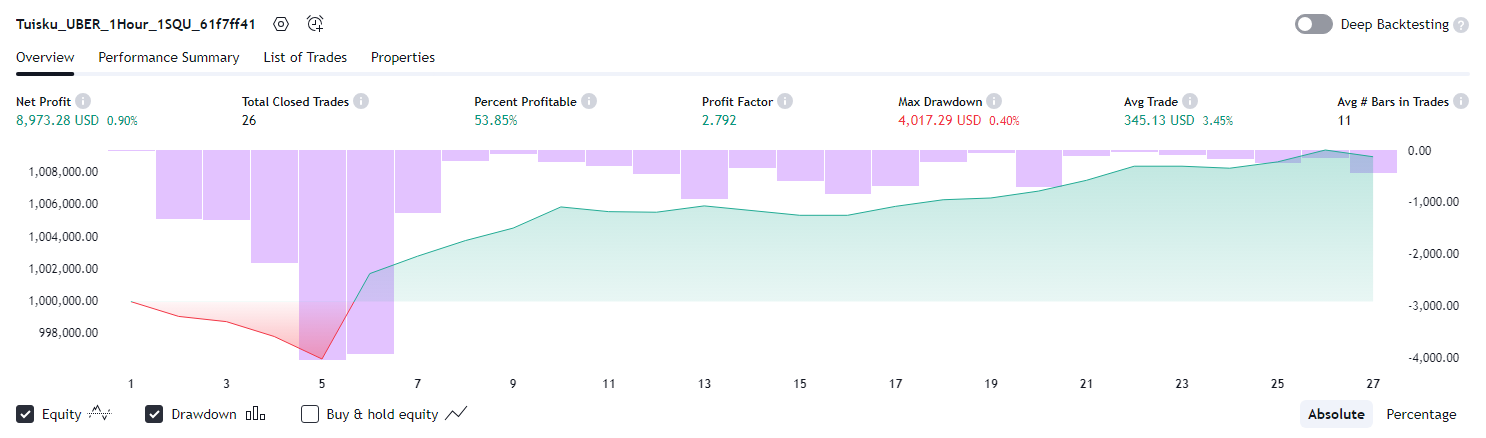 Tuisku_UBER_1Hour_1SQU_61f7ff41 Deep Backtesting ?
Overview Performance Summary List of Trades Properties
Net Profit i Total Closed Trades i Percent Profitable i Profit Factor i Max Drawdown i Avg Trade i Avg # Bars in Trades i
8,973.28 USD 0.90% 26 53.85% 2.792 4,017.29 USD 0.40% 345.13 USD 3.45% 11
0.00
1,008,000.00
-1,000.00
1,006,000.00
1,004,000.00
-2,000.00
1,002,000.00
1,000,000.00
-3,000.00
998,000.00
-4,000.00
1 3 5 7 9 11 13 15 17 19 21 23 25 27
Equity Drawdown Buy & hold equity Absolute Percentage